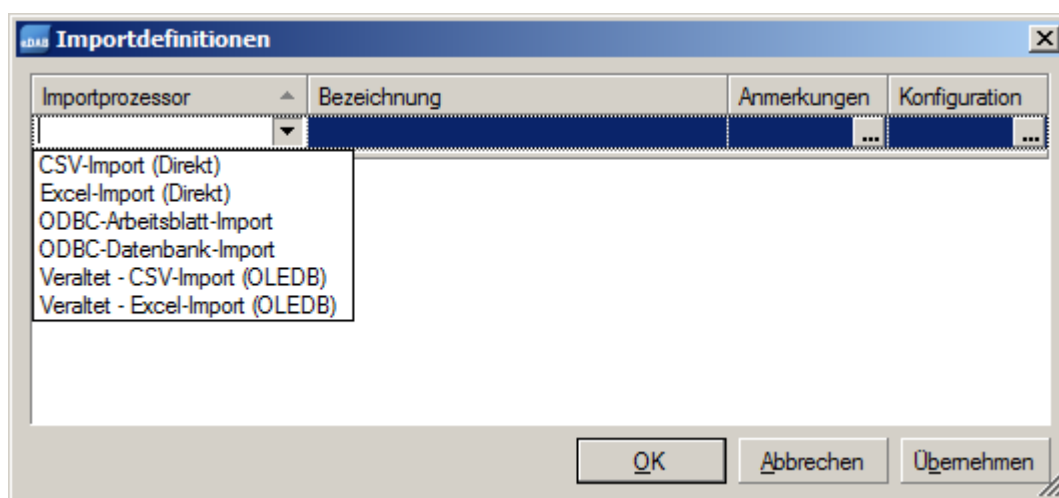 eDAB Importdefinitionen
Importprozessor Bezeichnung Anmerkungen Konfiguration
... ...
CSV-Import (Direkt)
Excel-Import (Direkt)
ODBC-Arbeitsblatt-Import
ODBC-Datenbank-Import
Veraltet - CSV-Import (OLEDB)
Veraltet - Excel-Import (OLEDB)
OK Abbrechen Übernehmen